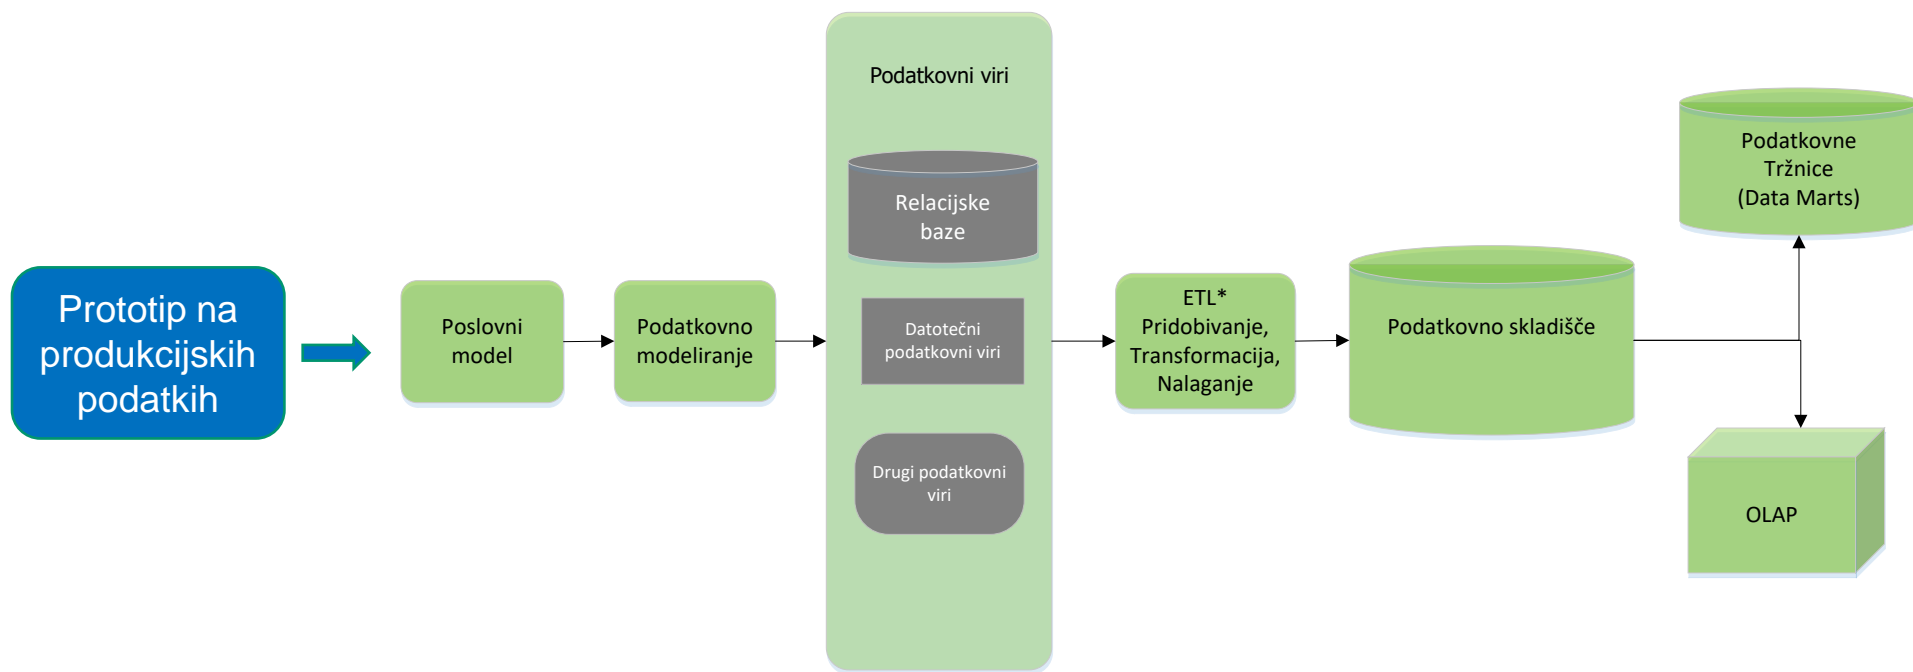 Prototip na
produkcijskih
podatkih
Poslovni
model
Podatkovno
modeliranje
Podatkovni viri
Relacijske
baze
Datotečni
podatkovni viri
Drugi podatkovni
viri
ETL*
Pridobivanje,
Transformacija,
Nalaganje
Podatkovno skladišče
Podatkovne
Tržnice
(Data Marts)
OLAP